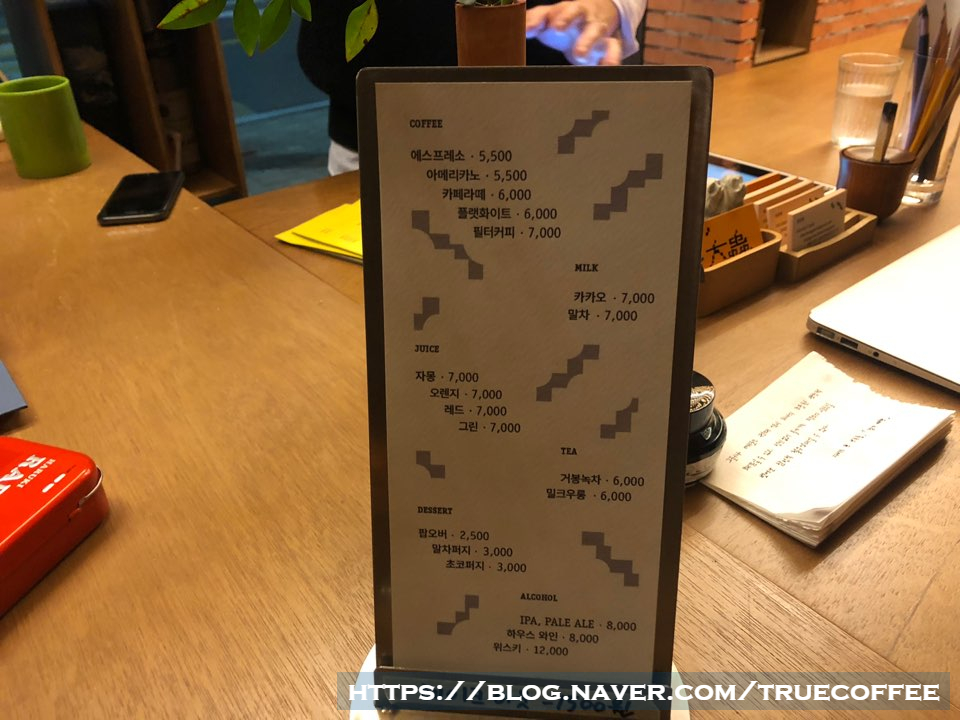 COFFEE
에스프레소 · 5,500
아메리카노 · 5,500
카페라떼 · 6,000
플랫화이트 · 6,000
필터커피 · 7,000
MILK
카카오 · 7,000
말차 · 7,000
JUICE
자몽 · 7,000
오렌지 · 7,000
레드 · 7,000
그린 · 7,000
TEA
거봉녹차 · 6,000
밀크우롱 · 6,000
DESSERT
팝오버 · 2,500
말차퍼지 · 3,000
초코퍼지 · 3,000
ALCOHOL
IPA, PALE ALE · 8,000
하우스 와인 · 8,000
위스키 · 12,000
HTTPS://BLOG.NAVER.COM/TRUECOFFEE